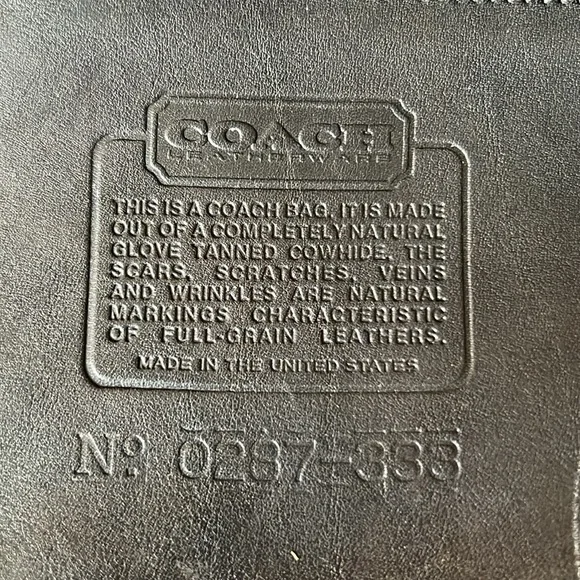 COACH
LEATHERWARE
THIS IS A COACH BAG. IT IS MADE
OUT OF A COMPLETELY NATURAL
GLOVE TANNED COWHIDE. THE
SCARS, SCRATCHES, VEINS
AND WRINKLES ARE NATURAL
MARKINGS CHARACTERISTIC
OF FULL-GRAIN LEATHERS.
MADE IN THE UNITED STATES
Nº 0287-333